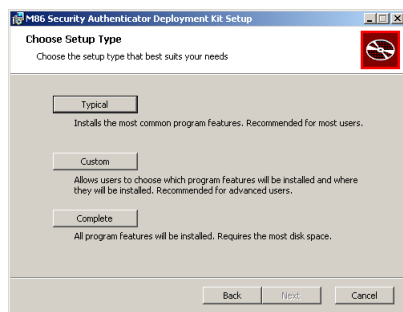 M86 Security Authenticator Deployment Kit Setup
Choose Setup Type
Choose the setup type that best suits your needs
Typical
Installs the most common program features. Recommended for most users.
Custom
Allows users to choose which program features will be installed and where
they will be installed. Recommended for advanced users.
Complete
All program features will be installed. Requires the most disk space.
Back Next Cancel